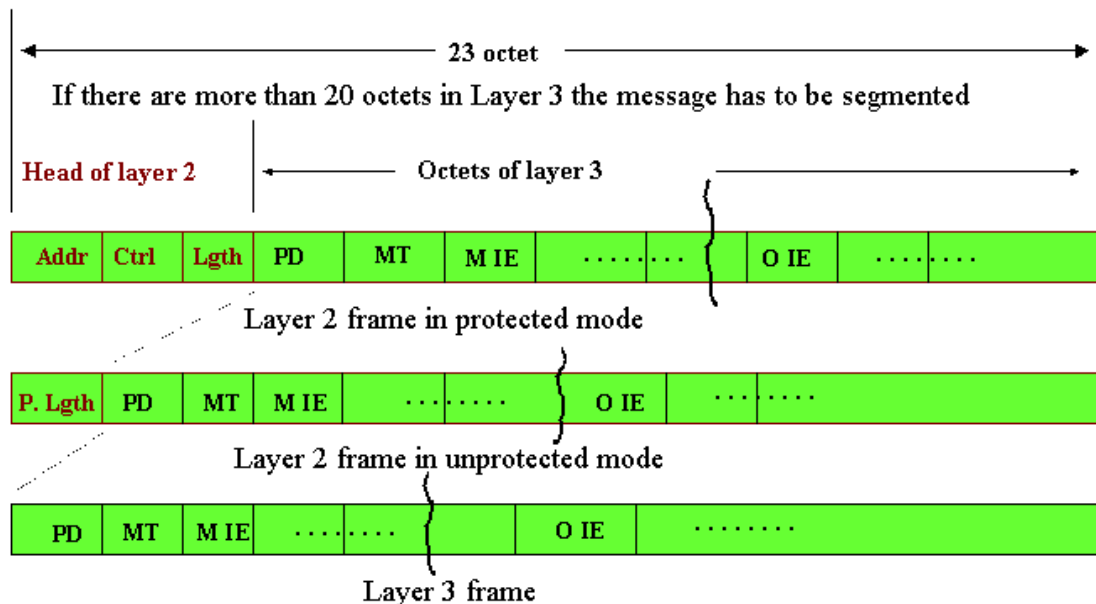 23 octet
If there are more than 20 octets in Layer 3 the message has to be segmented
Head of layer 2 Octets of layer 3
Addr Ctrl Lgth PD MT M IE ........ O IE ........
Layer 2 frame in protected mode
P. Lgth PD MT M IE ........ O IE ........
Layer 2 frame in unprotected mode
PD MT M IE ........ O IE ........
Layer 3 frame